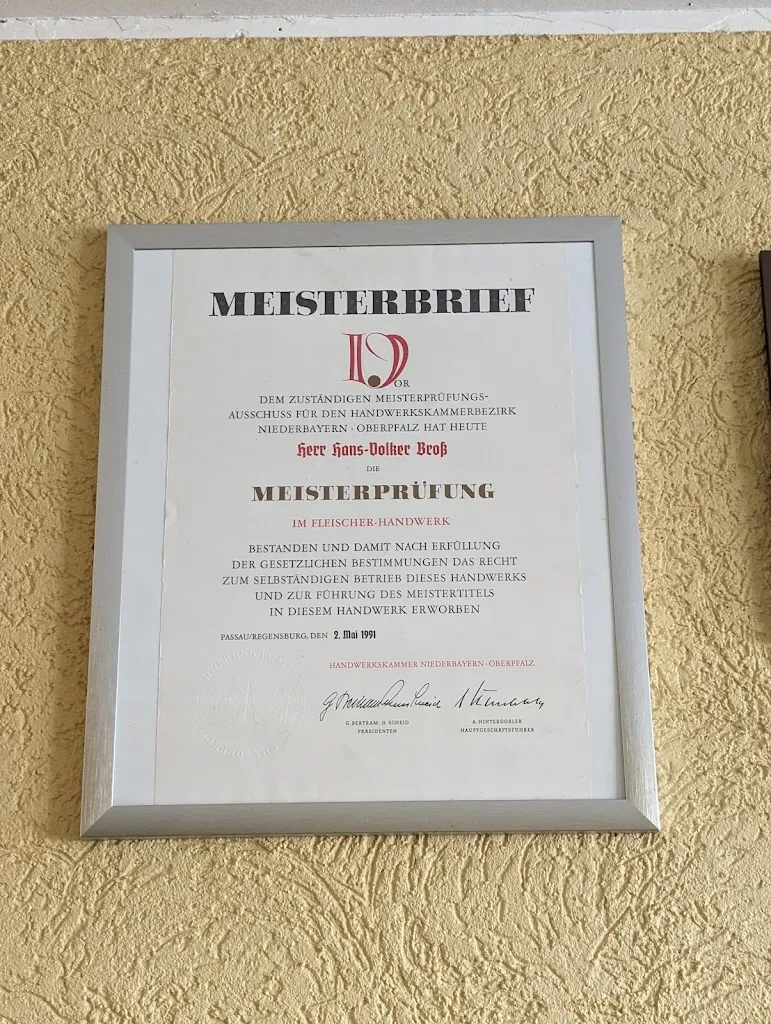 MEISTERBRIEF
VOR
DEM ZUSTÄNDIGEN MEISTERPRÜFUNGS-
AUSSCHUSS FÜR DEN HANDWERKSKAMMERBEZIRK
NIEDERBAYERN · OBERPFALZ HAT HEUTE
Herr Hans-Volker Broß
DIE
MEISTERPRÜFUNG
IM FLEISCHER-HANDWERK
BESTANDEN UND DAMIT NACH ERFÜLLUNG
DER GESETZLICHEN BESTIMMUNGEN DAS RECHT
ZUM SELBSTÄNDIGEN BETRIEB DIESES HANDWERKS
UND ZUR FÜHRUNG DES MEISTERTITELS
IN DIESEM HANDWERK ERWORBEN
PASSAU/REGENSBURG, DEN 2. Mai 1991
HANDWERKSKAMMER NIEDERBAYERN · OBERPFALZ
G. BERTRAM · H. SCHEID
PRÄSIDENTEN
A. HINTERDOBLER
HAUPTGESCHÄFTSFÜHRER